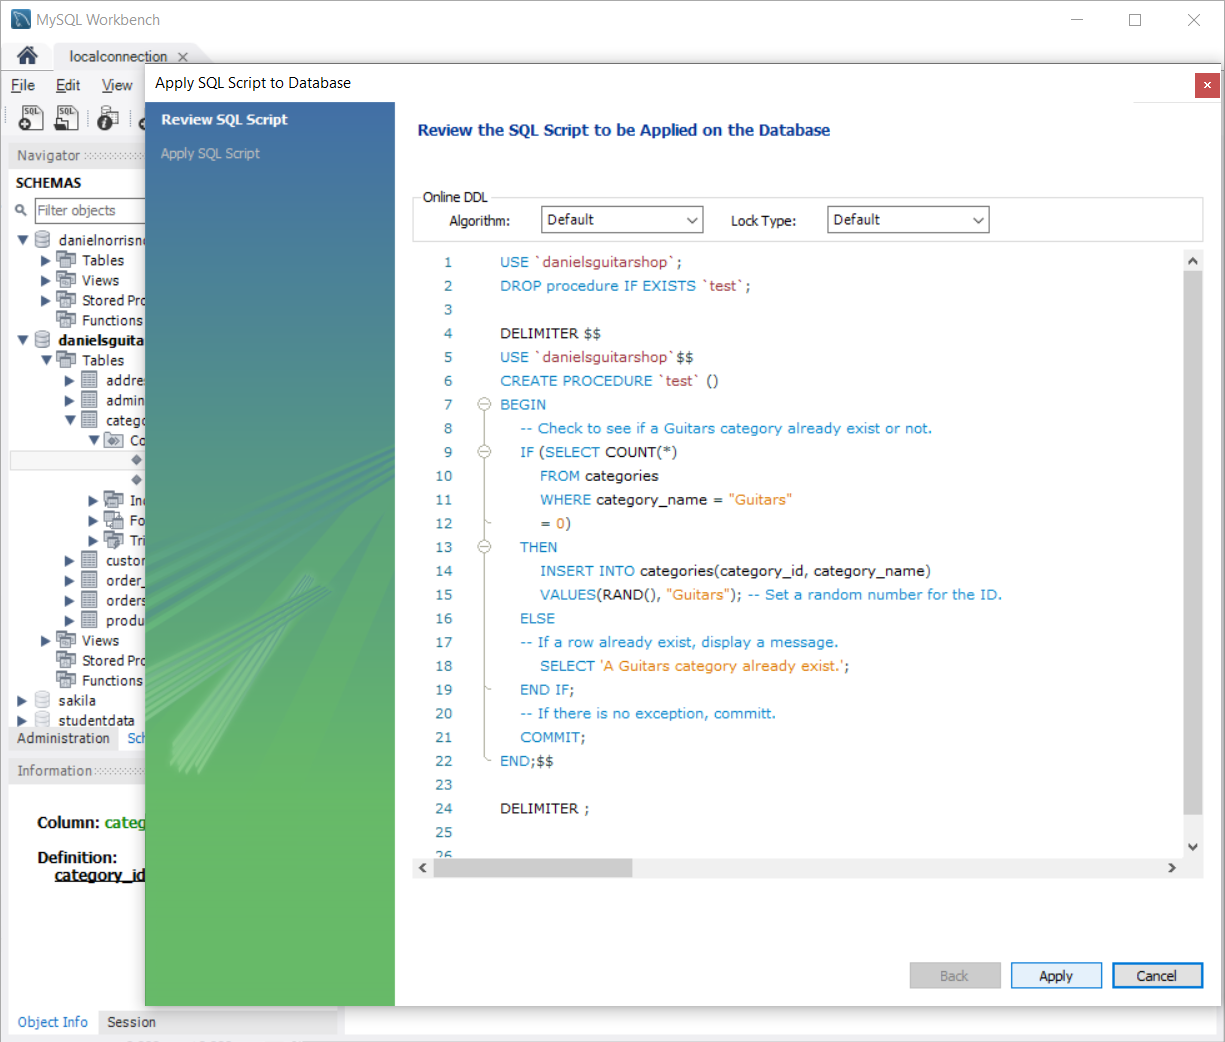 MySQL Workbench
localconnection
File Edit View
SQL SQL
Navigator
SCHEMAS
Filter objects
danielnorrisn
Tables
Views
Stored Pro
Functions
danielsguita
Tables
addre
admin
catego
Co
Ind
Fo
Tri
custor
order_
orders
produ
Views
Stored Pro
Functions
sakila
studentdata
Administration Sch
Information
Column: categ
Definition:
category_id
Object Info Session
Apply SQL Script to Database
Review SQL Script
Apply SQL Script
Review the SQL Script to be Applied on the Database
Online DDL
Algorithm: Default Lock Type: Default
1 USE `danielsguitarshop`;
2 DROP procedure IF EXISTS `test`;
3
4 DELIMITER $$
5 USE `danielsguitarshop`$$
6 CREATE PROCEDURE `test` ()
7 BEGIN
8 -- Check to see if a Guitars category already exist or not.
9 IF (SELECT COUNT(*)
10 FROM categories
11 WHERE category_name = "Guitars"
12 = 0)
13 THEN
14 INSERT INTO categories(category_id, category_name)
15 VALUES(RAND(), "Guitars"); -- Set a random number for the ID.
16 ELSE
17 -- If a row already exist, display a message.
18 SELECT 'A Guitars category already exist.';
19 END IF;
20 -- If there is no exception, committ.
21 COMMIT;
22 END;$$
23
24 DELIMITER ;
25
26
Back Apply Cancel